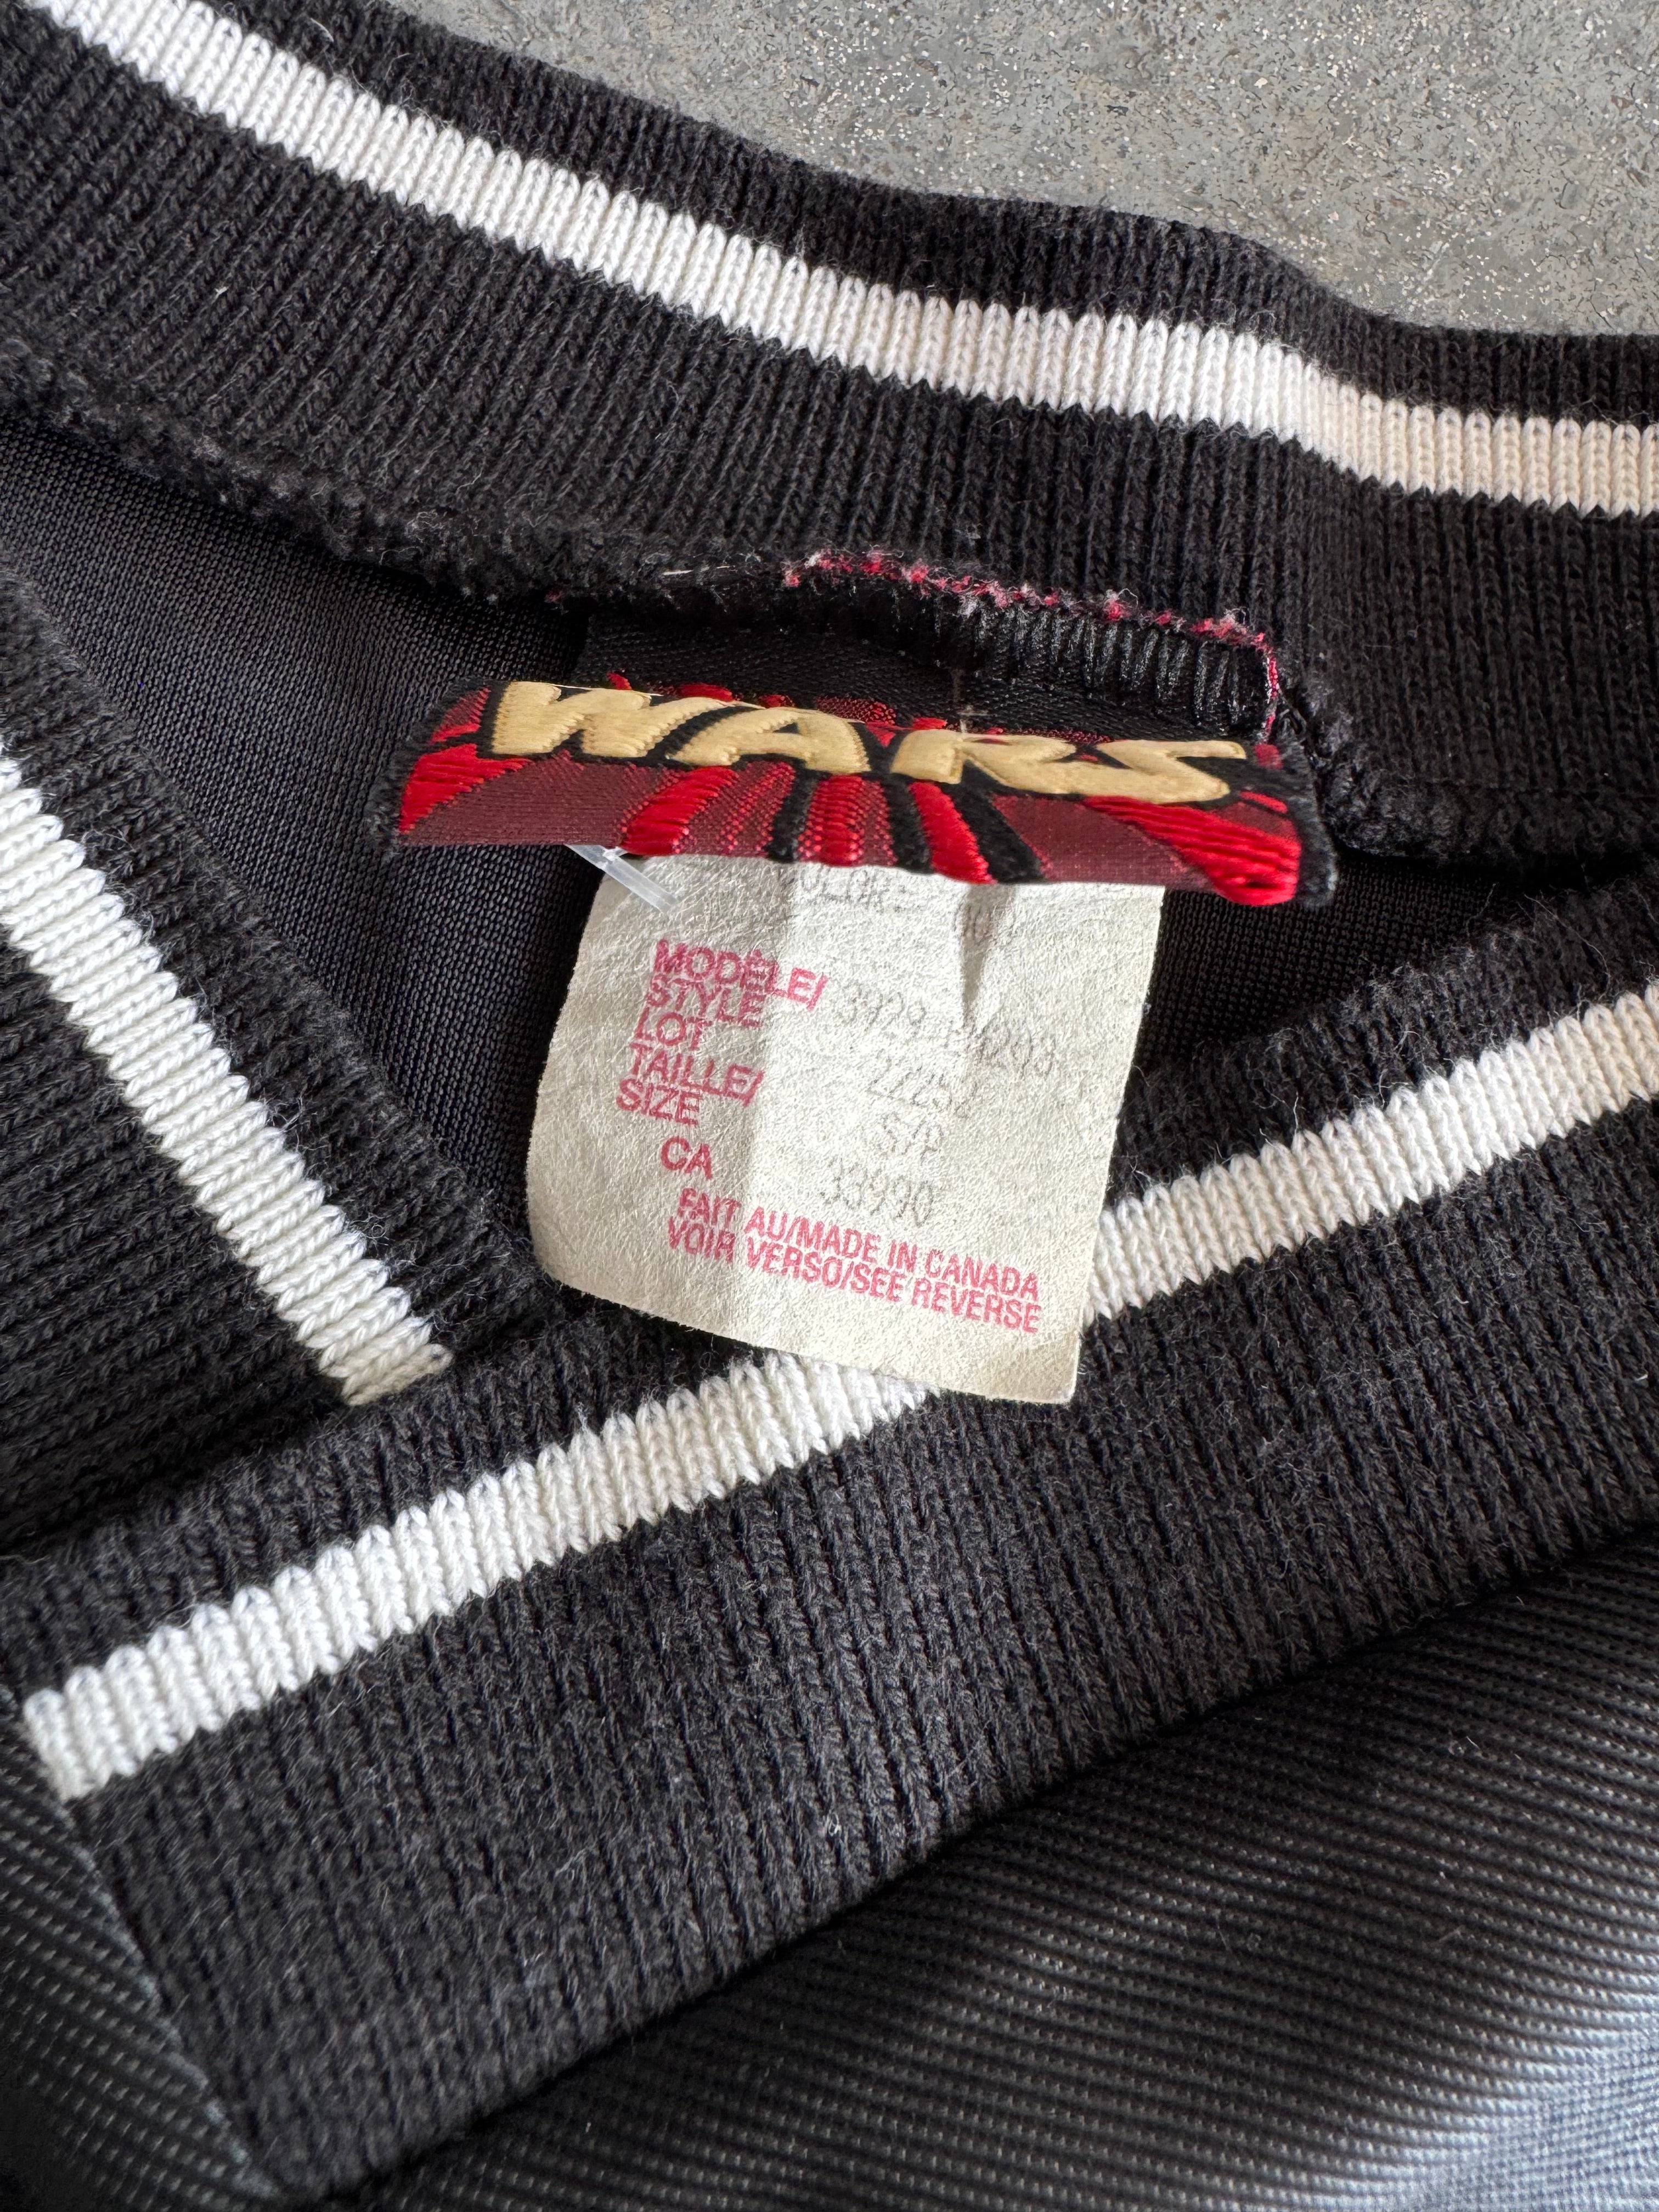 WARS
MODÈLE/
STYLE
LOT
TAILLE/
SIZE S/P
CA 33990
FAIT AU/MADE IN CANADA
VOIR VERSO/SEE REVERSE